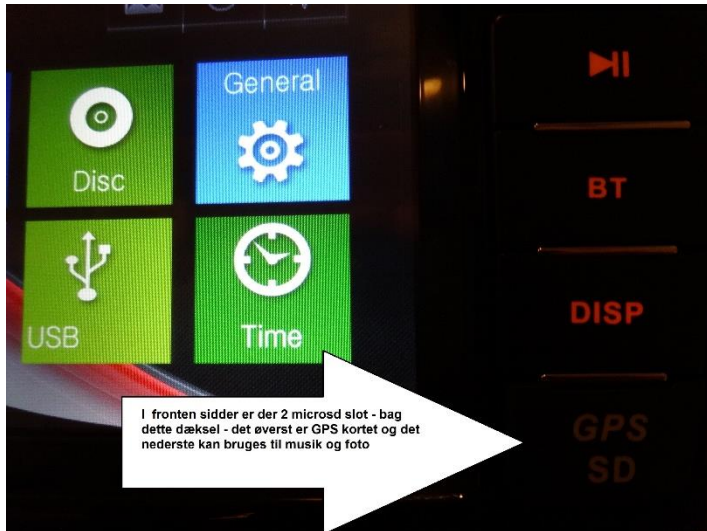 General
Disc
USB
Time
BT
DISP
I fronten sidder er der 2 microsd slot - bag
dette dæksel - det øverst er GPS kortet og det
nederste kan bruges til musik og foto
GPS
SD